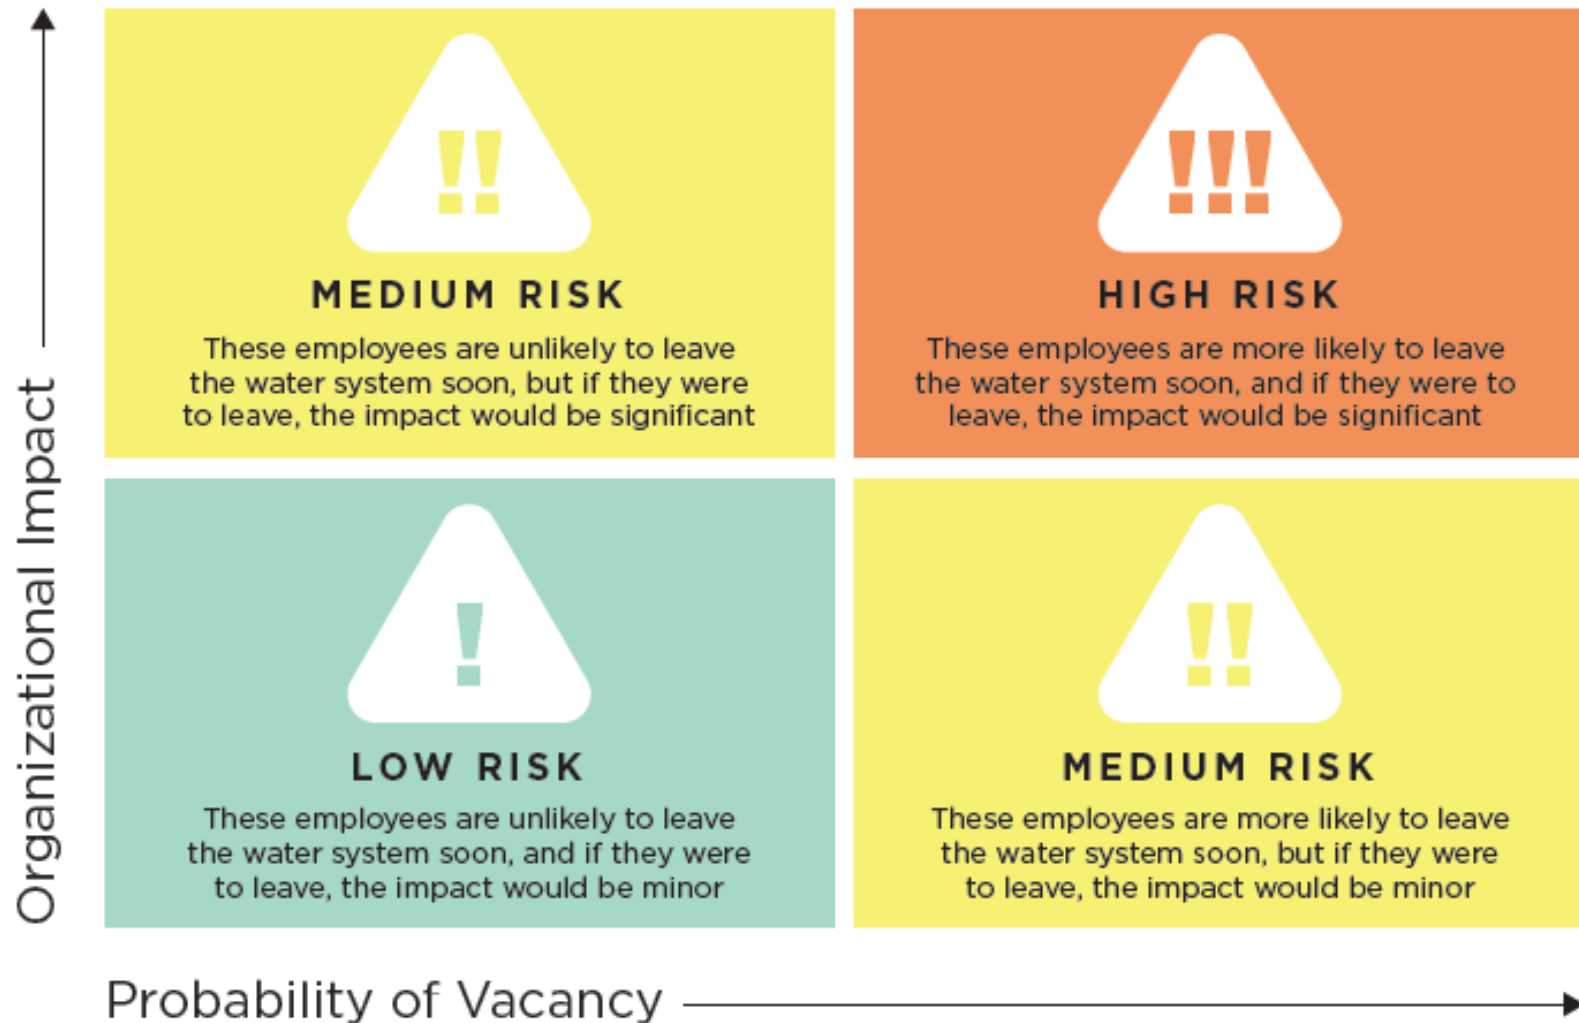 Organizational Impact
!!
MEDIUM RISK
These employees are unlikely to leave
the water system soon, but if they were
to leave, the impact would be significant
!!!
HIGH RISK
These employees are more likely to leave
the water system soon, and if they were to
leave, the impact would be significant
!
LOW RISK
These employees are unlikely to leave
the water system soon, and if they were
to leave, the impact would be minor
!!
MEDIUM RISK
These employees are more likely to leave
the water system soon, but if they were
to leave, the impact would be minor
Probability of Vacancy